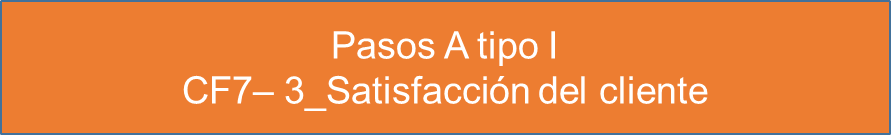 Pasos A tipo I
CF7– 3_Satisfacción del cliente